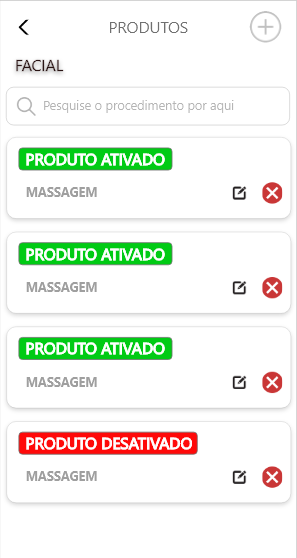 PRODUTOS
FACIAL
Pesquise o procedimento por aqui
PRODUTO ATIVADO
MASSAGEM
PRODUTO ATIVADO
MASSAGEM
PRODUTO ATIVADO
MASSAGEM
PRODUTO DESATIVADO
MASSAGEM